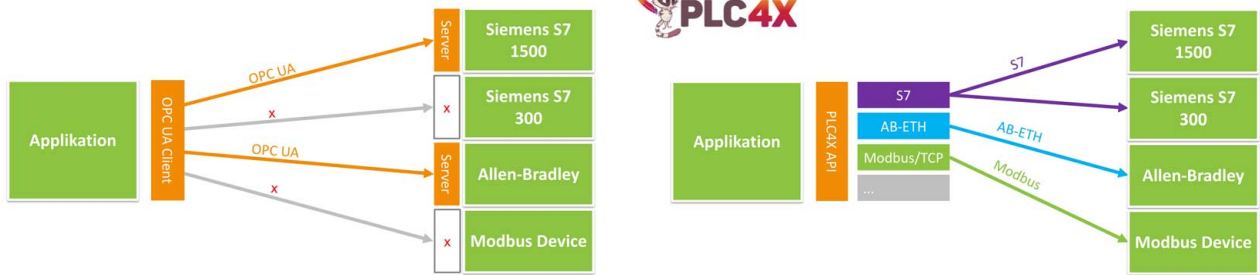 Applikation
OPC UA Client
OPC UA
x
OPC UA
x
Server
x
Server
x
Siemens S7
1500
Siemens S7
300
Allen-Bradley
Modbus Device
PLC4X
Applikation
PLC4X API
S7
AB-ETH
Modbus/TCP
...
S7
AB-ETH
Modbus
Siemens S7
1500
Siemens S7
300
Allen-Bradley
Modbus Device